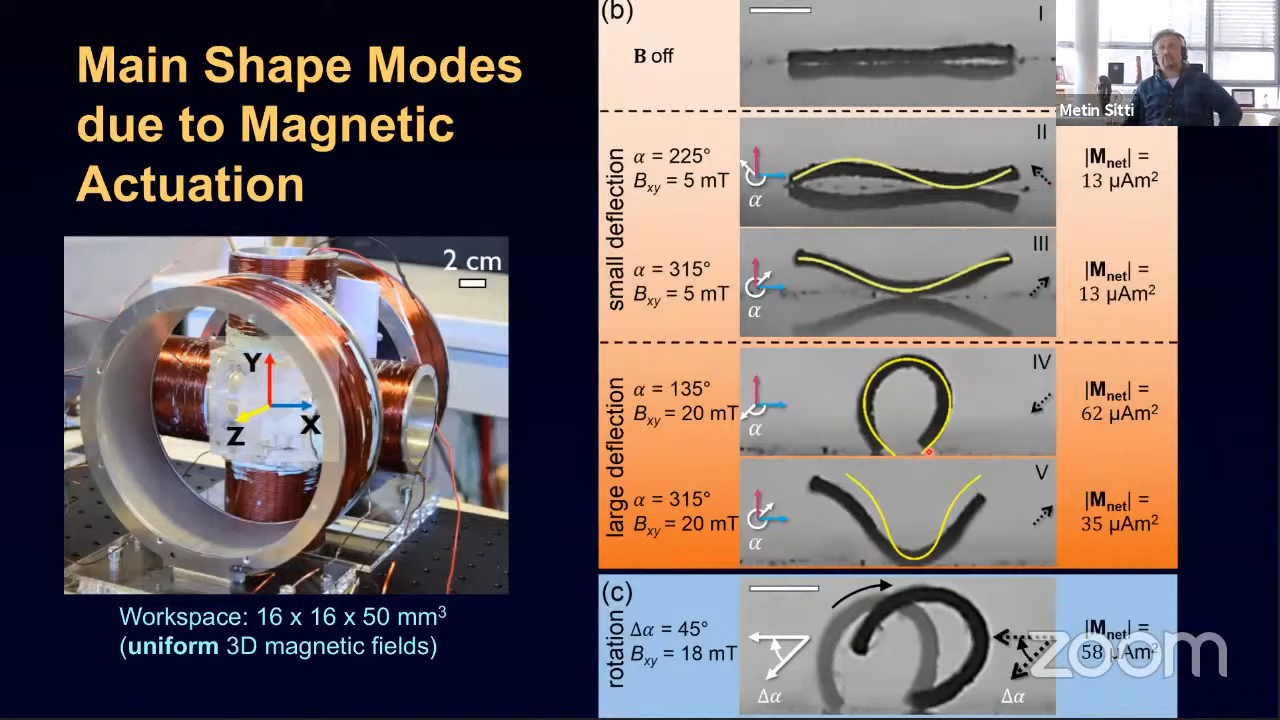 Main Shape Modes
due to Magnetic
Actuation
2 cm
Y
X
Z
Workspace: 16 x 16 x 50 mm³
(uniform 3D magnetic fields)
(b)
B off
I
small deflection
α = 225°
Bxy = 5 mT
α
II
|Mnet| =
13 µAm²
α = 315°
Bxy = 5 mT
α
III
|Mnet| =
13 µAm²
large deflection
α = 135°
Bxy = 20 mT
α
IV
|Mnet| =
62 µAm²
α = 315°
Bxy = 20 mT
α
V
|Mnet| =
35 µAm²
(c)
rotation
Δα = 45°
Bxy = 18 mT
Δα
Δα
|Mnet| =
58 µAm²
Metin Sitti
zoom